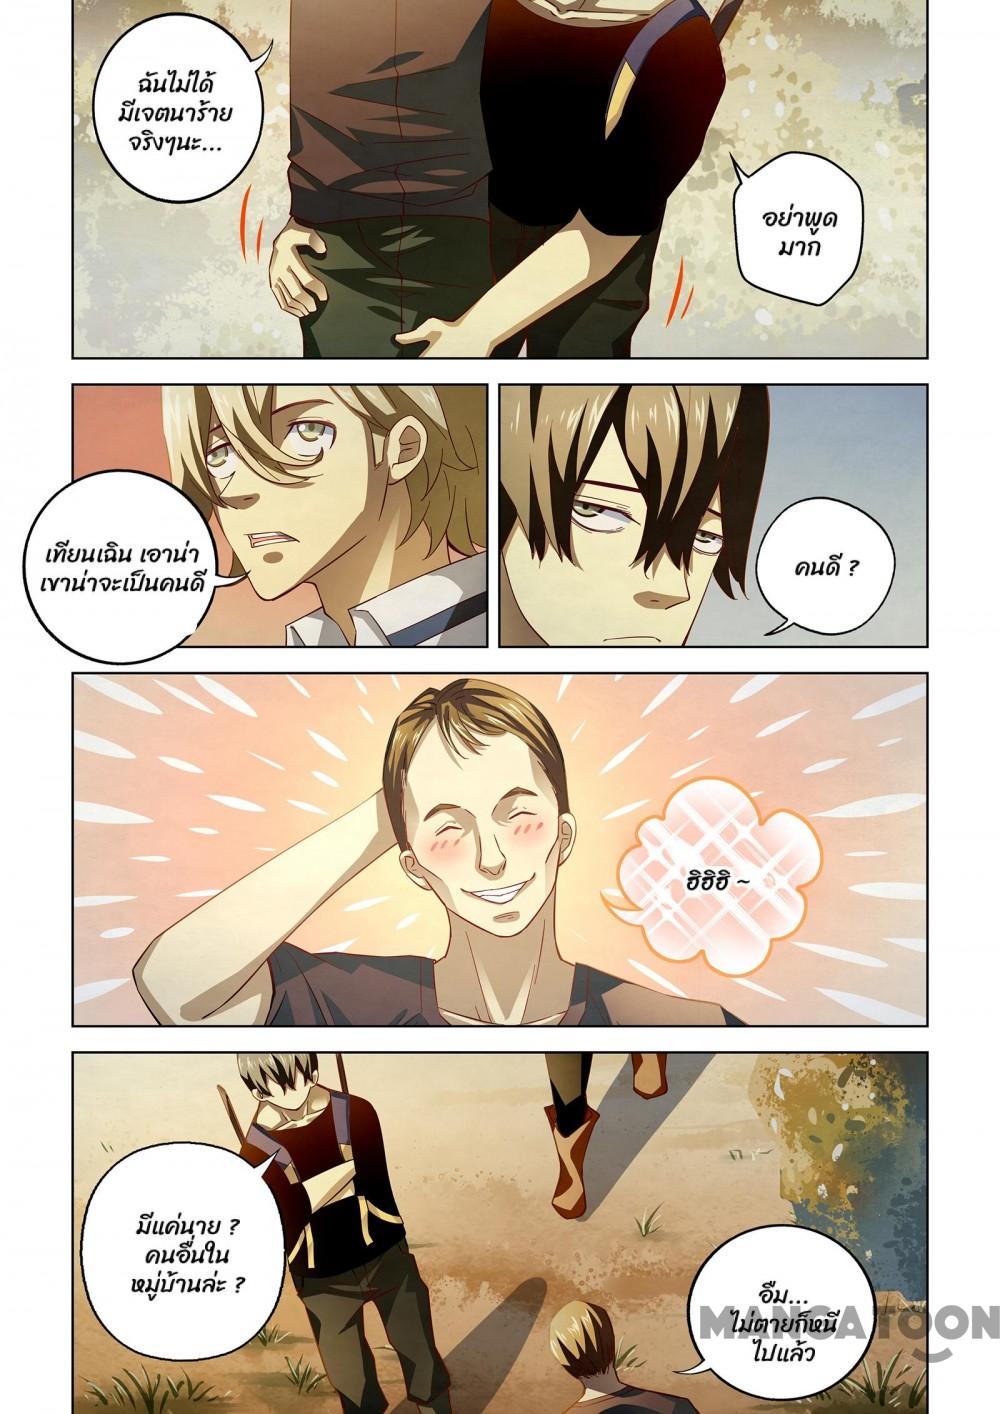 ฉันไม่ได้
มีเจตนาร้าย
จริงๆนะ...
อย่าพูด
มาก
เทียนเฉิน เอาน่า
เขาน่าจะเป็นคนดี
คนดี ?
ฮิฮิฮิ ~
มีแค่นาย ?
คนอื่นใน
หมู่บ้านล่ะ ?
อืม...
ไม่ตายก็หนี
ไปแล้ว
MANGATOON